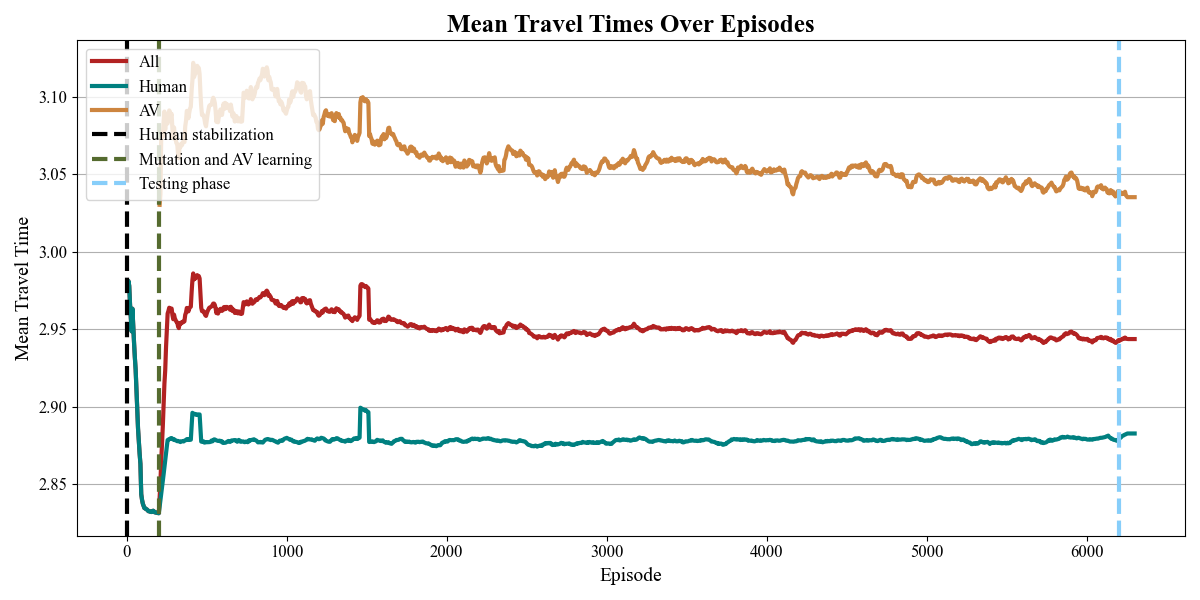 Mean Travel Times Over Episodes
All
Human
AV
Human stabilization
Mutation and AV learning
Testing phase
3.10
3.05
3.00
2.95
2.90
2.85
Mean Travel Time
0 1000 2000 3000 4000 5000 6000
Episode